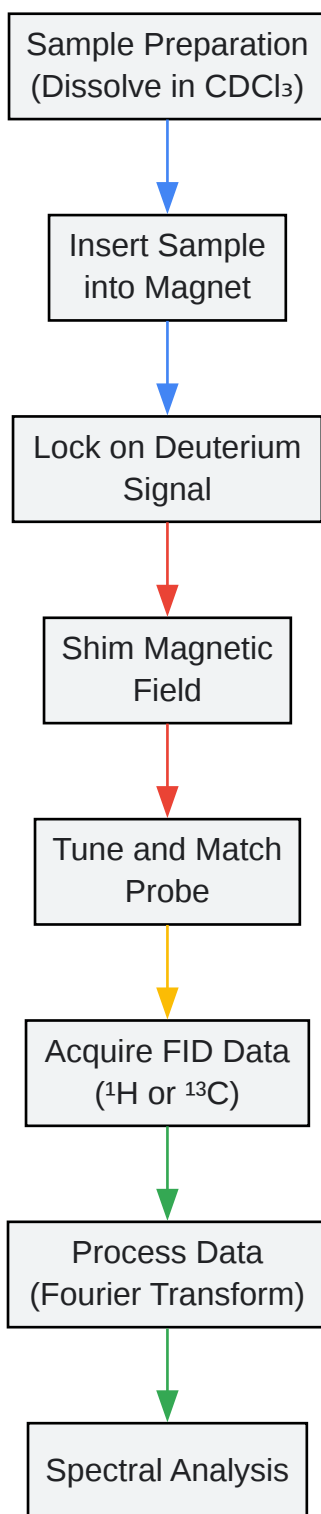 Sample Preparation
(Dissolve in CDCl₃)
Insert Sample
into Magnet
Lock on Deuterium
Signal
Shim Magnetic
Field
Tune and Match
Probe
Acquire FID Data
(¹H or ¹³C)
Process Data
(Fourier Transform)
Spectral Analysis